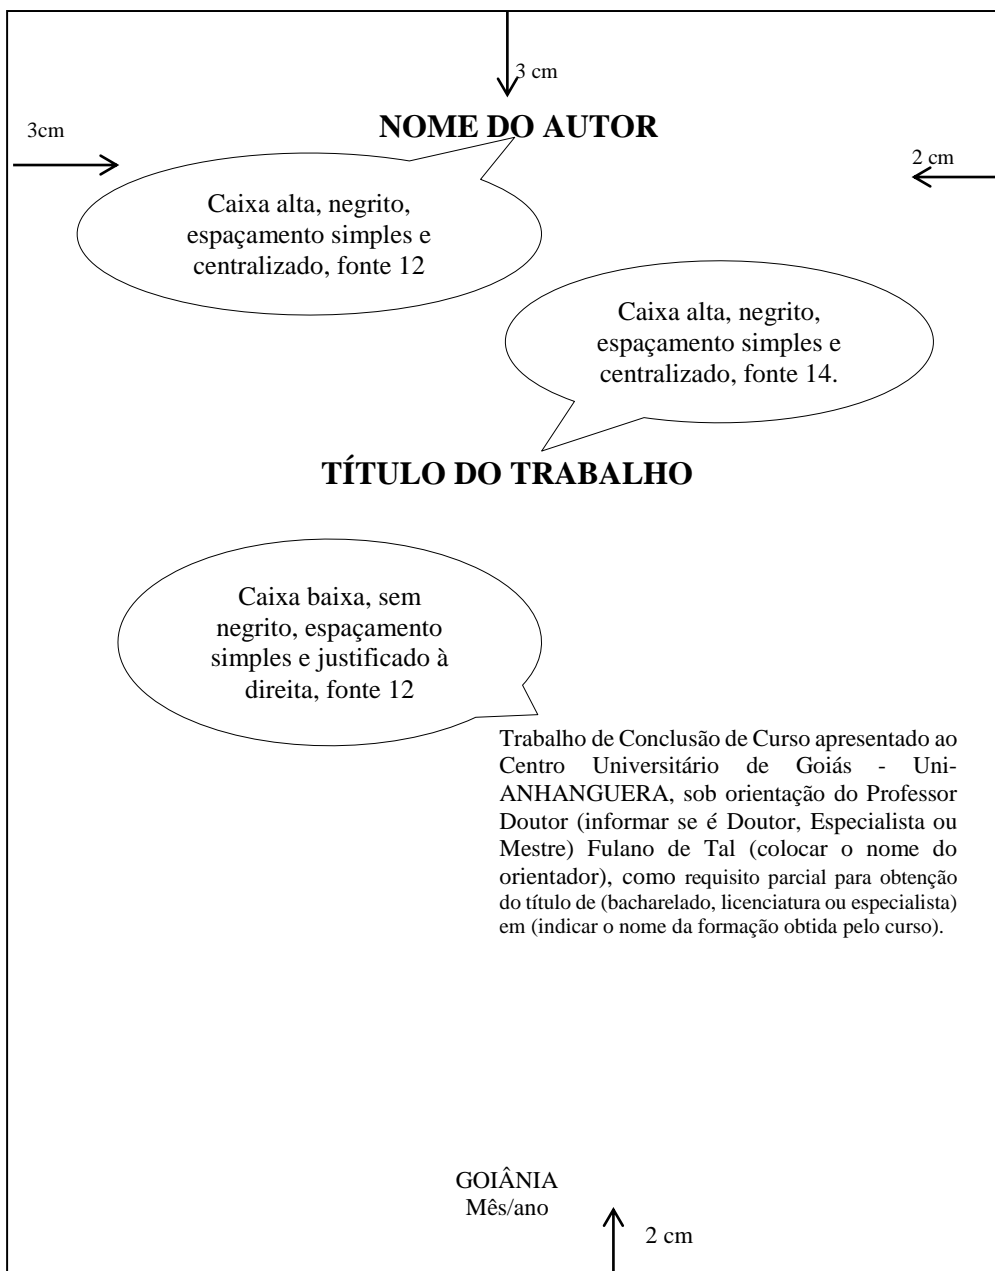 3 cm
NOME DO AUTOR
3cm
2 cm
Caixa alta, negrito,
espaçamento simples e
centralizado, fonte 12
Caixa alta, negrito,
espaçamento simples e
centralizado, fonte 14.
TÍTULO DO TRABALHO
Caixa baixa, sem
negrito, espaçamento
simples e justificado à
direita, fonte 12
Trabalho de Conclusão de Curso apresentado ao
Centro Universitário de Goiás - Uni-
ANHANGUERA, sob orientação do Professor
Doutor (informar se é Doutor, Especialista ou
Mestre) Fulano de Tal (colocar o nome do
orientador), como requisito parcial para obtenção
do título de (bacharelado, licenciatura ou especialista)
em (indicar o nome da formação obtida pelo curso).
GOIÂNIA
Mês/ano
2 cm